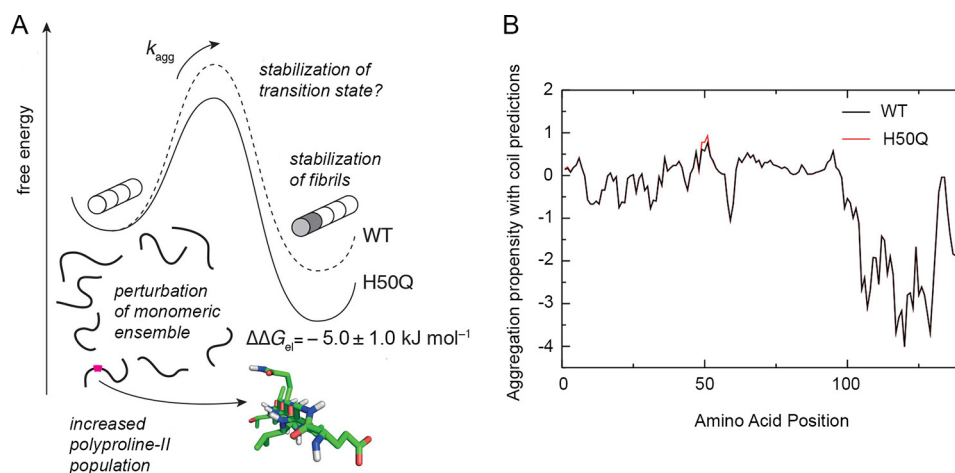 A
k_agg
stabilization of
transition state?
free energy
stabilization
of fibrils
WT
H50Q
perturbation
of monomeric
ensemble
ΔΔG_el = – 5.0 ± 1.0 kJ mol⁻¹
increased
polyproline-II
population
B
Aggregation propensity with coil predictions
2
1
0
-1
-2
-3
-4
WT
H50Q
0
50
100
Amino Acid Position